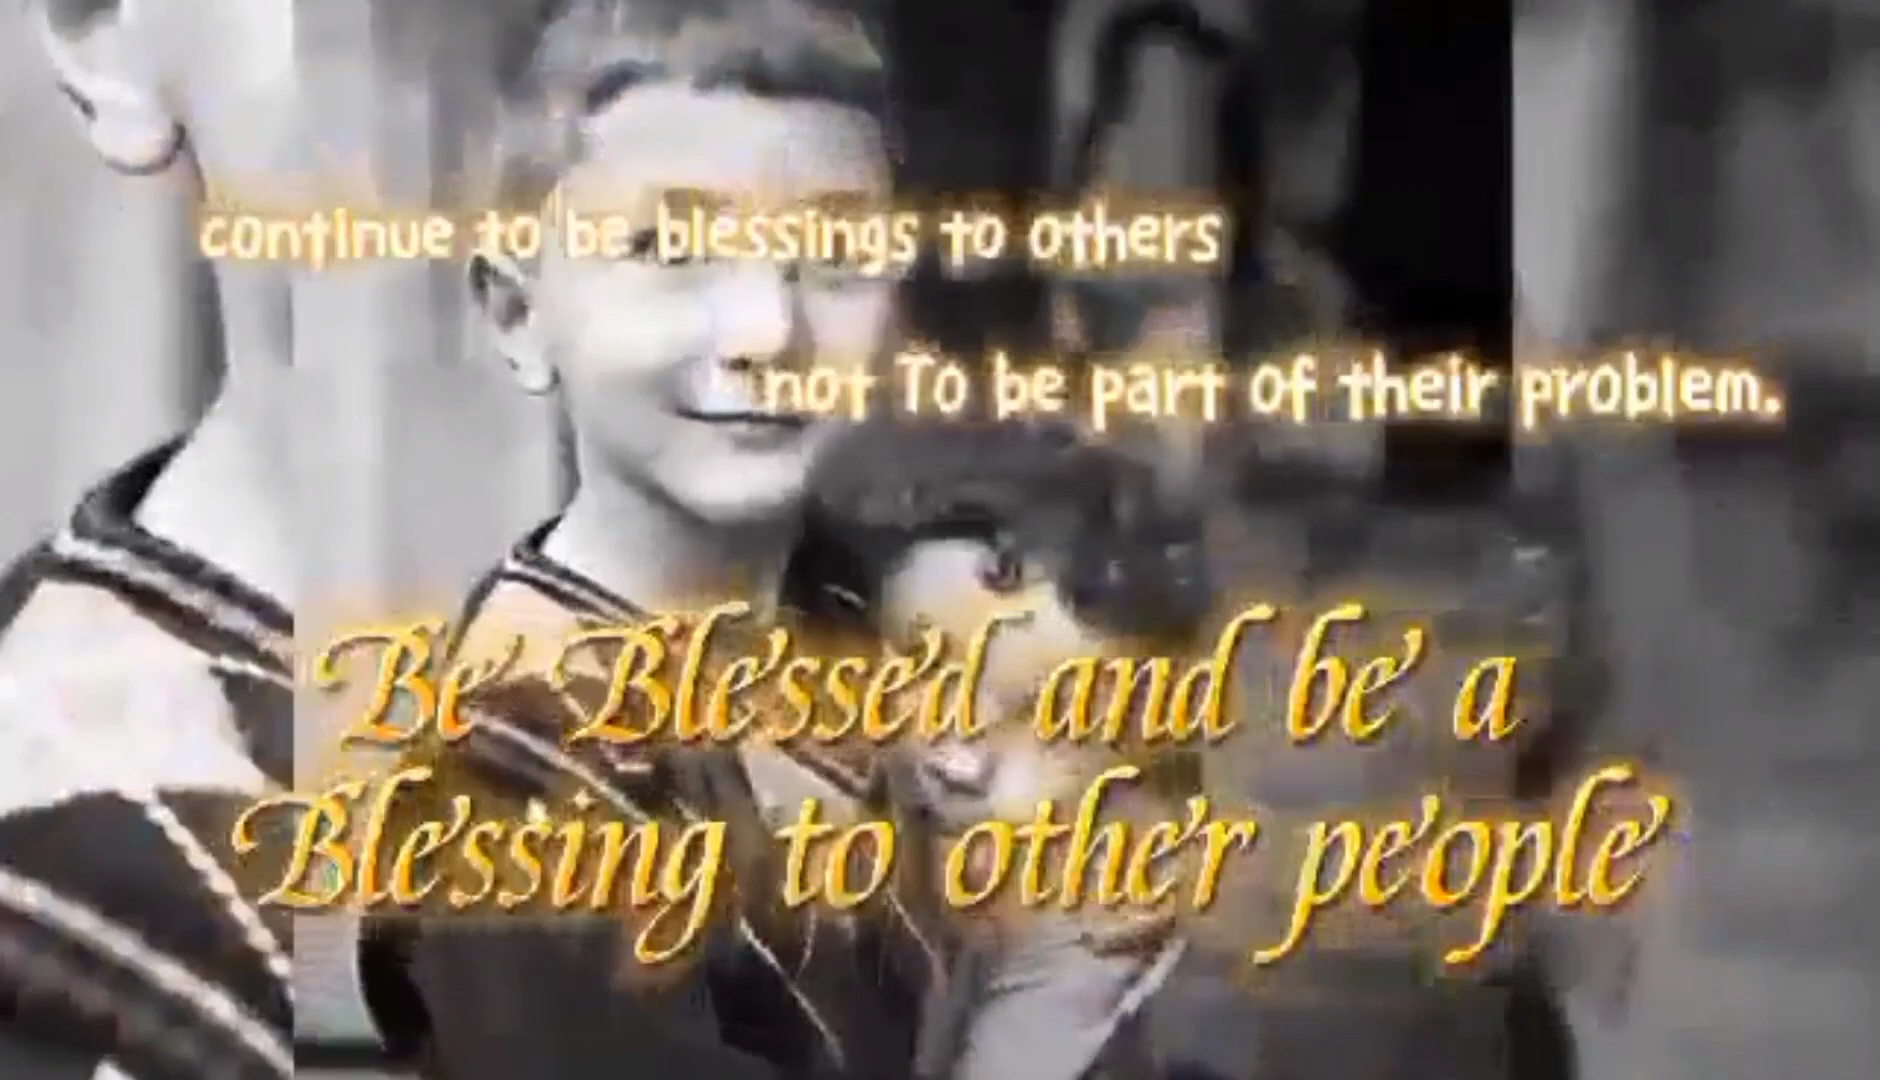 continue to be blessings to others
not To be part of their problem.
Be Blessed and be a
Blessing to other people